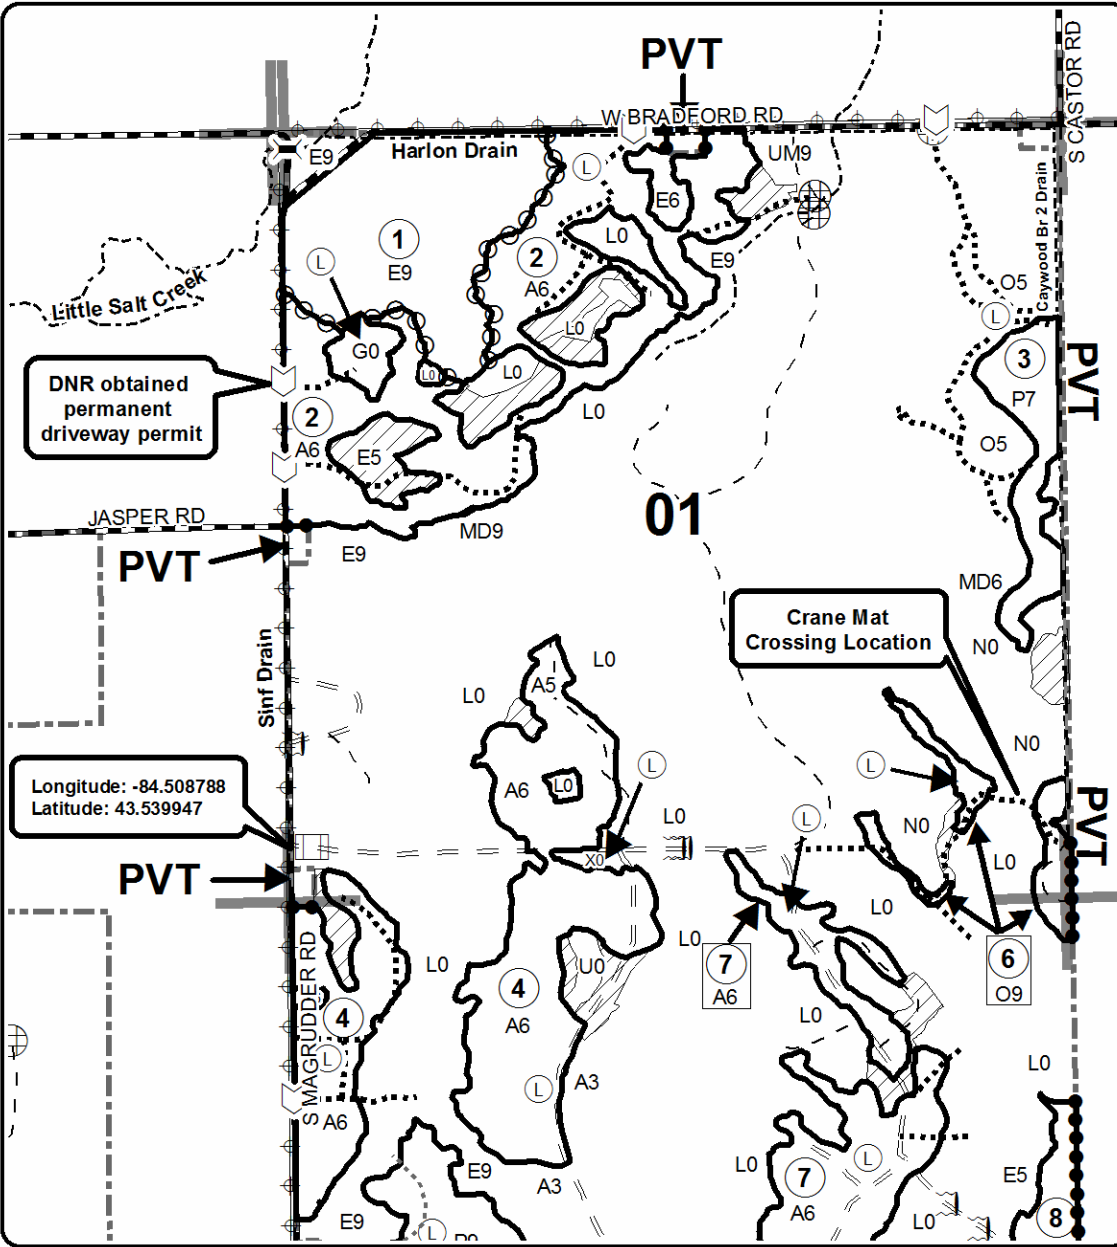 PVT
S CASTOR RD
W BRADFORD RD
Harlon Drain
E9
UM9
L
E6
Caywood Br 2 Drain
1
E9
L0
2
A6
E9
L
O5
Little Salt Creek
L
L0
G0
L0
L0
3
P7
PVT
DNR obtained
permanent
driveway permit
2
A6
L0
O5
E5
01
JASPER RD
MD9
PVT
E9
MD6
Crane Mat
Crossing Location
N0
Sinf Drain
L0
A5
L0
N0
L
L
Longitude: -84.508788
Latitude: 43.539947
A6
L0
L0
L
N0
PVT
X0
L0
PVT
L0
L0
L0
7
A6
6
O9
U0
4
A6
S MAGRUDDER RD
4
L0
L
L
A3
L0
A6
E9
A3
L0
L
7
A6
E5
E9
L
L0
8